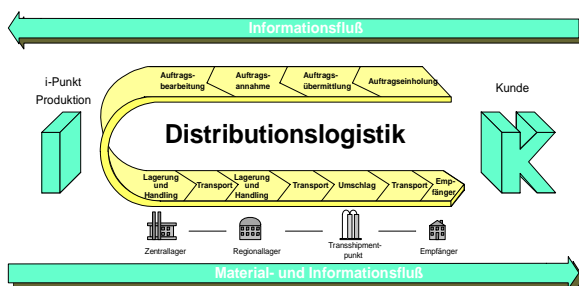 Informationsfluß
i-Punkt
Produktion
Auftrags-
bearbeitung
Auftrags-
annahme
Auftrags-
übermittlung
Auftragseinholung
Kunde
Distributionslogistik
Lagerung
und
Handling
Transport
Lagerung
und
Handling
Transport
Umschlag
Transport
Emp-
fänger
Zentrallager
Regionallager
Transshipment-
punkt
Empfänger
Material- und Informationsfluß